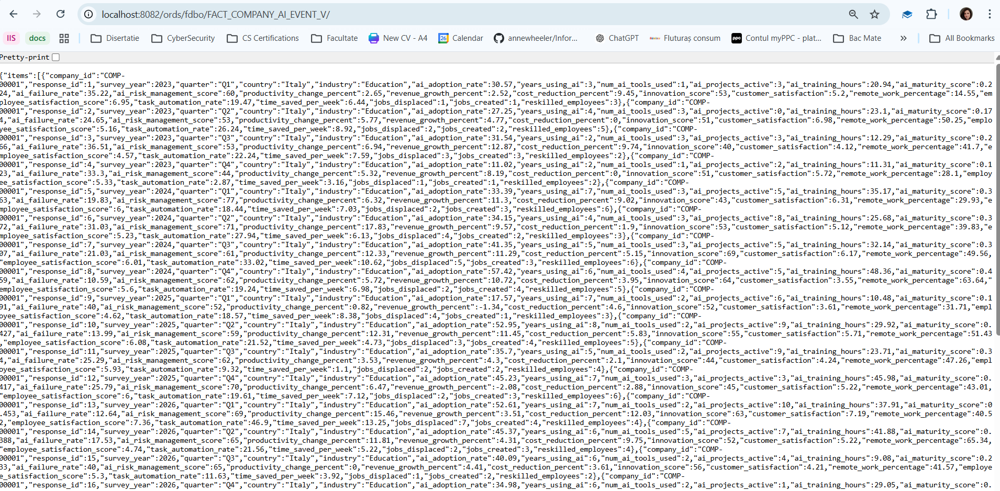 localhost:8082/ords/fdbo/FACT_COMPANY_AI_EVENT_V/
IIS docs Disertatie CyberSecurity CS Certifications Facultate New CV - A4 26 Calendar annewheeler/Infor... ChatGPT Fluturaș consum ppc Contul myPPC - plat... Bac Mate » All Bookmarks
Pretty-print
{"items":[{"company_id":"COMP-
00001","response_id":1,"survey_year":2023,"quarter":"Q1","country":"Italy","industry":"Education","ai_adoption_rate":30.57,"years_using_ai":3,"num_ai_tools_used":1,"ai_projects_active":3,"ai_training_hours":20.94,"ai_maturity_score":0.2
24,"ai_failure_rate":35.22,"ai_risk_management_score":60,"productivity_change_percent":2.65,"revenue_growth_percent":2.52,"cost_reduction_percent":9.45,"innovation_score":53,"customer_satisfaction":5.2,"remote_work_percentage":14.55,"em
ployee_satisfaction_score":6.95,"task_automation_rate":19.47,"time_saved_per_week":6.44,"jobs_displaced":1,"jobs_created":1,"reskilled_employees":3},{"company_id":"COMP-
00001","response_id":2,"survey_year":2023,"quarter":"Q2","country":"Italy","industry":"Education","ai_adoption_rate":27.25,"years_using_ai":4,"num_ai_tools_used":3,"ai_projects_active":0,"ai_training_hours":23.1,"ai_maturity_score":0.17
4,"ai_failure_rate":24.65,"ai_risk_management_score":53,"productivity_change_percent":5.77,"revenue_growth_percent":4.77,"cost_reduction_percent":0,"innovation_score":51,"customer_satisfaction":6.98,"remote_work_percentage":50.25,"emplo
yee_satisfaction_score":5.16,"task_automation_rate":26.24,"time_saved_per_week":8.92,"jobs_displaced":2,"jobs_created":2,"reskilled_employees":5},{"company_id":"COMP-
00001","response_id":3,"survey_year":2023,"quarter":"Q3","country":"Italy","industry":"Education","ai_adoption_rate":31.54,"years_using_ai":2,"num_ai_tools_used":3,"ai_projects_active":3,"ai_training_hours":12.29,"ai_maturity_score":0.2
66,"ai_failure_rate":36.51,"ai_risk_management_score":53,"productivity_change_percent":6.94,"revenue_growth_percent":12.87,"cost_reduction_percent":9.74,"innovation_score":40,"customer_satisfaction":4.12,"remote_work_percentage":41.7,"e
mployee_satisfaction_score":4.57,"task_automation_rate":22.24,"time_saved_per_week":7.59,"jobs_displaced":3,"jobs_created":3,"reskilled_employees":2},{"company_id":"COMP-
00001","response_id":4,"survey_year":2023,"quarter":"Q4","country":"Italy","industry":"Education","ai_adoption_rate":11.02,"years_using_ai":2,"num_ai_tools_used":1,"ai_projects_active":2,"ai_training_hours":11.31,"ai_maturity_score":0.1
23,"ai_failure_rate":33.3,"ai_risk_management_score":44,"productivity_change_percent":5.32,"revenue_growth_percent":8.19,"cost_reduction_percent":0,"innovation_score":51,"customer_satisfaction":5.72,"remote_work_percentage":28.1,"employ
ee_satisfaction_score":5.33,"task_automation_rate":2.87,"time_saved_per_week":3.16,"jobs_displaced":1,"jobs_created":1,"reskilled_employees":2},{"company_id":"COMP-
00001","response_id":5,"survey_year":2024,"quarter":"Q1","country":"Italy","industry":"Education","ai_adoption_rate":33.39,"years_using_ai":7,"num_ai_tools_used":3,"ai_projects_active":5,"ai_training_hours":35.17,"ai_maturity_score":0.3
63,"ai_failure_rate":19.83,"ai_risk_management_score":77,"productivity_change_percent":6.32,"revenue_growth_percent":11.3,"cost_reduction_percent":9.02,"innovation_score":43,"customer_satisfaction":6.31,"remote_work_percentage":29.93,"e
mployee_satisfaction_score":6,"task_automation_rate":18.44,"time_saved_per_week":7.03,"jobs_displaced":2,"jobs_created":3,"reskilled_employees":6},{"company_id":"COMP-
00001","response_id":6,"survey_year":2024,"quarter":"Q2","country":"Italy","industry":"Education","ai_adoption_rate":34.15,"years_using_ai":4,"num_ai_tools_used":3,"ai_projects_active":8,"ai_training_hours":25.68,"ai_maturity_score":0.3
72,"ai_failure_rate":31.03,"ai_risk_management_score":71,"productivity_change_percent":17.83,"revenue_growth_percent":9.57,"cost_reduction_percent":1.9,"innovation_score":53,"customer_satisfaction":5.12,"remote_work_percentage":39.83,"e
mployee_satisfaction_score":5.23,"task_automation_rate":27.94,"time_saved_per_week":6.13,"jobs_displaced":4,"jobs_created":2,"reskilled_employees":3},{"company_id":"COMP-
00001","response_id":7,"survey_year":2024,"quarter":"Q3","country":"Italy","industry":"Education","ai_adoption_rate":41.35,"years_using_ai":5,"num_ai_tools_used":3,"ai_projects_active":5,"ai_training_hours":32.14,"ai_maturity_score":0.3
07,"ai_failure_rate":21.03,"ai_risk_management_score":61,"productivity_change_percent":12.33,"revenue_growth_percent":11.29,"cost_reduction_percent":5.15,"innovation_score":69,"customer_satisfaction":6.17,"remote_work_percentage":49.56,
"employee_satisfaction_score":6.01,"task_automation_rate":33.02,"time_saved_per_week":10.62,"jobs_displaced":5,"jobs_created":3,"reskilled_employees":6},{"company_id":"COMP-
00001","response_id":8,"survey_year":2024,"quarter":"Q4","country":"Italy","industry":"Education","ai_adoption_rate":57.42,"years_using_ai":6,"num_ai_tools_used":4,"ai_projects_active":5,"ai_training_hours":48.36,"ai_maturity_score":0.4
59,"ai_failure_rate":10.59,"ai_risk_management_score":62,"productivity_change_percent":5.72,"revenue_growth_percent":10.72,"cost_reduction_percent":3.95,"innovation_score":64,"customer_satisfaction":3.55,"remote_work_percentage":63.64,"
employee_satisfaction_score":5.6,"task_automation_rate":19.24,"time_saved_per_week":6.98,"jobs_displaced":2,"jobs_created":4,"reskilled_employees":5},{"company_id":"COMP-
00001","response_id":9,"survey_year":2025,"quarter":"Q1","country":"Italy","industry":"Education","ai_adoption_rate":17.57,"years_using_ai":7,"num_ai_tools_used":2,"ai_projects_active":6,"ai_training_hours":10.48,"ai_maturity_score":0.1
91,"ai_failure_rate":40,"ai_risk_management_score":52,"productivity_change_percent":0.82,"revenue_growth_percent":-1.34,"cost_reduction_percent":4.6,"innovation_score":52,"customer_satisfaction":3.61,"remote_work_percentage":31.71,"empl
oyee_satisfaction_score":4.62,"task_automation_rate":18.57,"time_saved_per_week":8.38,"jobs_displaced":4,"jobs_created":1,"reskilled_employees":3},{"company_id":"COMP-
00001","response_id":10,"survey_year":2025,"quarter":"Q2","country":"Italy","industry":"Education","ai_adoption_rate":52.95,"years_using_ai":8,"num_ai_tools_used":2,"ai_projects_active":9,"ai_training_hours":29.92,"ai_maturity_score":0.
427,"ai_failure_rate":13.99,"ai_risk_management_score":59,"productivity_change_percent":12.31,"revenue_growth_percent":11.45,"cost_reduction_percent":5.83,"innovation_score":55,"customer_satisfaction":5.71,"remote_work_percentage":51.43
,"employee_satisfaction_score":6.08,"task_automation_rate":21.52,"time_saved_per_week":4.73,"jobs_displaced":3,"jobs_created":4,"reskilled_employees":5},{"company_id":"COMP-
00001","response_id":11,"survey_year":2025,"quarter":"Q3","country":"Italy","industry":"Education","ai_adoption_rate":35.7,"years_using_ai":5,"num_ai_tools_used":2,"ai_projects_active":9,"ai_training_hours":23.71,"ai_maturity_score":0.3
4,"ai_failure_rate":25.29,"ai_risk_management_score":62,"productivity_change_percent":3.53,"revenue_growth_percent":4.3,"cost_reduction_percent":2.1,"innovation_score":44,"customer_satisfaction":4.24,"remote_work_percentage":47.26,"empl
oyee_satisfaction_score":5.93,"task_automation_rate":9.32,"time_saved_per_week":1.1,"jobs_displaced":2,"jobs_created":2,"reskilled_employees":4},{"company_id":"COMP-
00001","response_id":12,"survey_year":2025,"quarter":"Q4","country":"Italy","industry":"Education","ai_adoption_rate":45.23,"years_using_ai":7,"num_ai_tools_used":3,"ai_projects_active":3,"ai_training_hours":45.98,"ai_maturity_score":0.
417,"ai_failure_rate":25.79,"ai_risk_management_score":70,"productivity_change_percent":6.47,"revenue_growth_percent":-2.08,"cost_reduction_percent":2.88,"innovation_score":45,"customer_satisfaction":5.22,"remote_work_percentage":43.01,
"employee_satisfaction_score":6,"task_automation_rate":19.61,"time_saved_per_week":7.12,"jobs_displaced":2,"jobs_created":3,"reskilled_employees":6},{"company_id":"COMP-
00001","response_id":13,"survey_year":2026,"quarter":"Q1","country":"Italy","industry":"Education","ai_adoption_rate":52.61,"years_using_ai":7,"num_ai_tools_used":2,"ai_projects_active":10,"ai_training_hours":37.91,"ai_maturity_score":0
.453,"ai_failure_rate":12.64,"ai_risk_management_score":69,"productivity_change_percent":15.46,"revenue_growth_percent":3.51,"cost_reduction_percent":12.03,"innovation_score":63,"customer_satisfaction":7.19,"remote_work_percentage":40.5
2,"employee_satisfaction_score":7.36,"task_automation_rate":46.9,"time_saved_per_week":13.25,"jobs_displaced":7,"jobs_created":4,"reskilled_employees":4},{"company_id":"COMP-
00001","response_id":14,"survey_year":2026,"quarter":"Q2","country":"Italy","industry":"Education","ai_adoption_rate":45.37,"years_using_ai":6,"num_ai_tools_used":5,"ai_projects_active":7,"ai_training_hours":41.88,"ai_maturity_score":0.
388,"ai_failure_rate":17.53,"ai_risk_management_score":65,"productivity_change_percent":11.81,"revenue_growth_percent":4.31,"cost_reduction_percent":9.75,"innovation_score":52,"customer_satisfaction":5.22,"remote_work_percentage":65.34,
"employee_satisfaction_score":4.74,"task_automation_rate":21.56,"time_saved_per_week":5.22,"jobs_displaced":2,"jobs_created":3,"reskilled_employees":4},{"company_id":"COMP-
00001","response_id":15,"survey_year":2026,"quarter":"Q3","country":"Italy","industry":"Education","ai_adoption_rate":40.09,"years_using_ai":6,"num_ai_tools_used":2,"ai_projects_active":4,"ai_training_hours":9.08,"ai_maturity_score":0.2
33,"ai_failure_rate":40,"ai_risk_management_score":65,"productivity_change_percent":0,"revenue_growth_percent":4.41,"cost_reduction_percent":3.61,"innovation_score":56,"customer_satisfaction":4.21,"remote_work_percentage":41.57,"employe
e_satisfaction_score":5.3,"task_automation_rate":11.63,"time_saved_per_week":3.92,"jobs_displaced":1,"jobs_created":2,"reskilled_employees":2},{"company_id":"COMP-
00001","response_id":16,"survey_year":2026,"quarter":"Q4","country":"Italy","industry":"Education","ai_adoption_rate":34.98,"years_using_ai":6,"num_ai_tools_used":2,"ai_projects_active":1,"ai_training_hours":29.05,"ai_maturity_score":0.